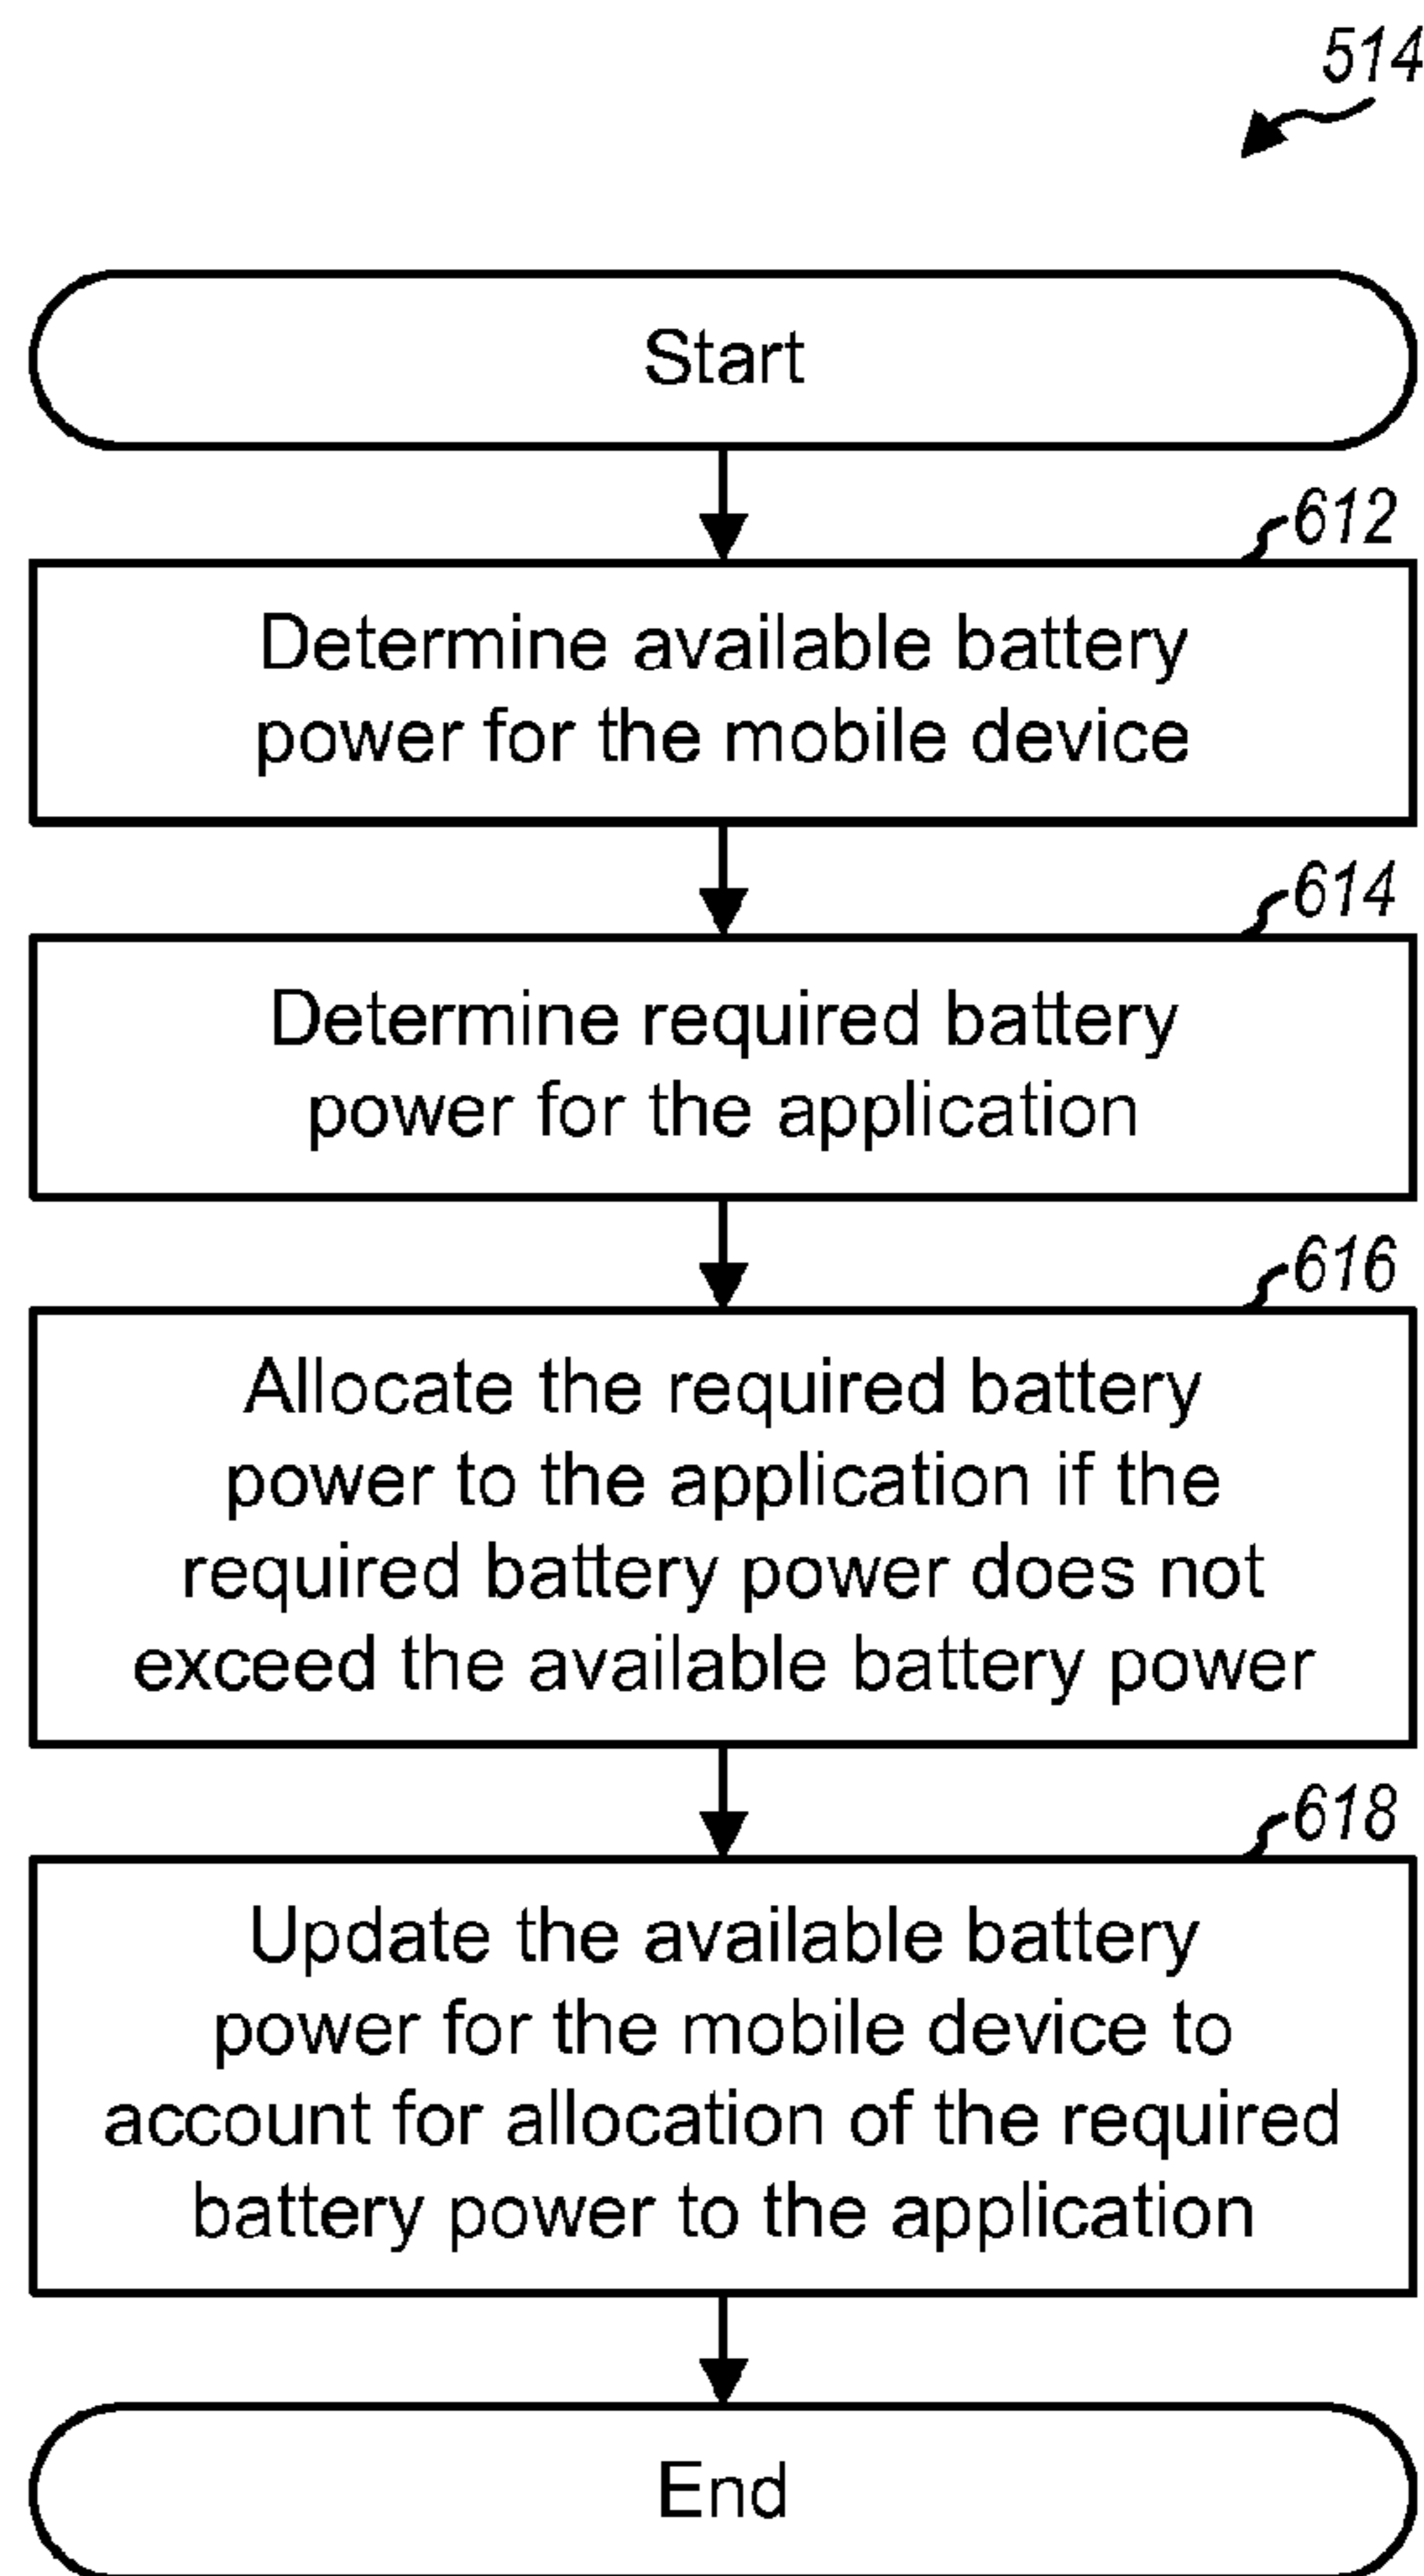 514
Start
612
Determine available battery
power for the mobile device
614
Determine required battery
power for the application
616
Allocate the required battery
power to the application if the
required battery power does not
exceed the available battery power
618
Update the available battery
power for the mobile device to
account for allocation of the required
battery power to the application
End